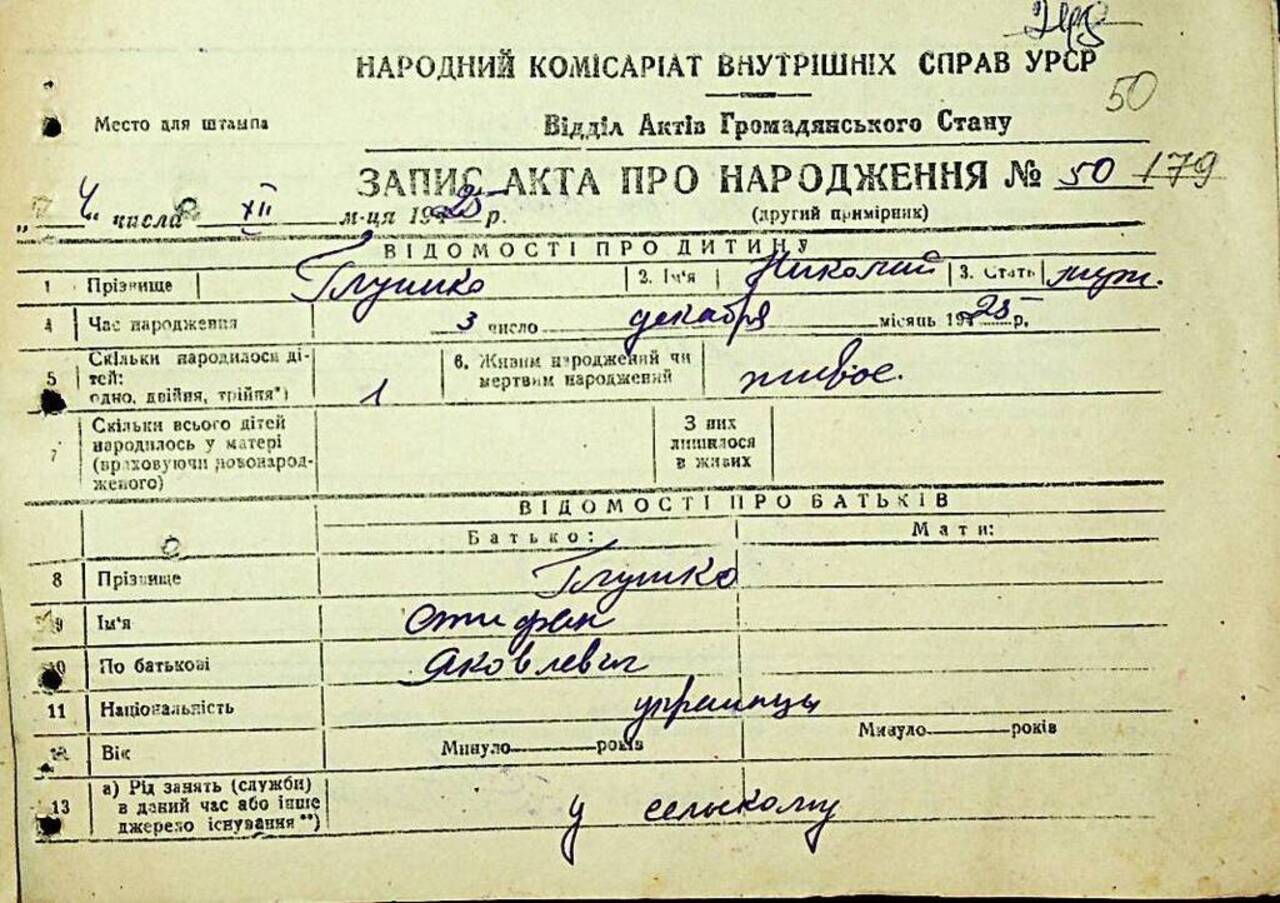 НАРОДНИЙ КОМІСАРІАТ ВНУТРІШНІХ СПРАВ УРСР
50
Место для штампа
Відділ Актів Громадянського Стану
ЗАПИС АКТА ПРО НАРОДЖЕННЯ № 50 179
„ 4 “ числа XII м-ця 1925 р. (другий примірник)
ВІДОМОСТІ ПРО ДИТИНУ
1 Прізвище Глушко 2. Ім'я Николай 3. Стать муж.
4 Час народження 3 число декабря місяць 1925 р.
5 Скільки народилося дітей: одно, двійня, трійня*) 1 6. Живим народжений чи мертвим народжений живое.
7 Скільки всього дітей народилось у матері (враховуючи новонародженого) З них лишилося в живих
ВІДОМОСТІ ПРО БАТЬКІВ
Батько: Мати:
8 Прізвище Глушко
9 Ім'я Стифан
10 По батькові Яковлевич
11 Національність украинцы
12 Вік Минуло років Минуло років
13 а) Рід занять (служби) в даний час або інше джерело існування**) у сельскому